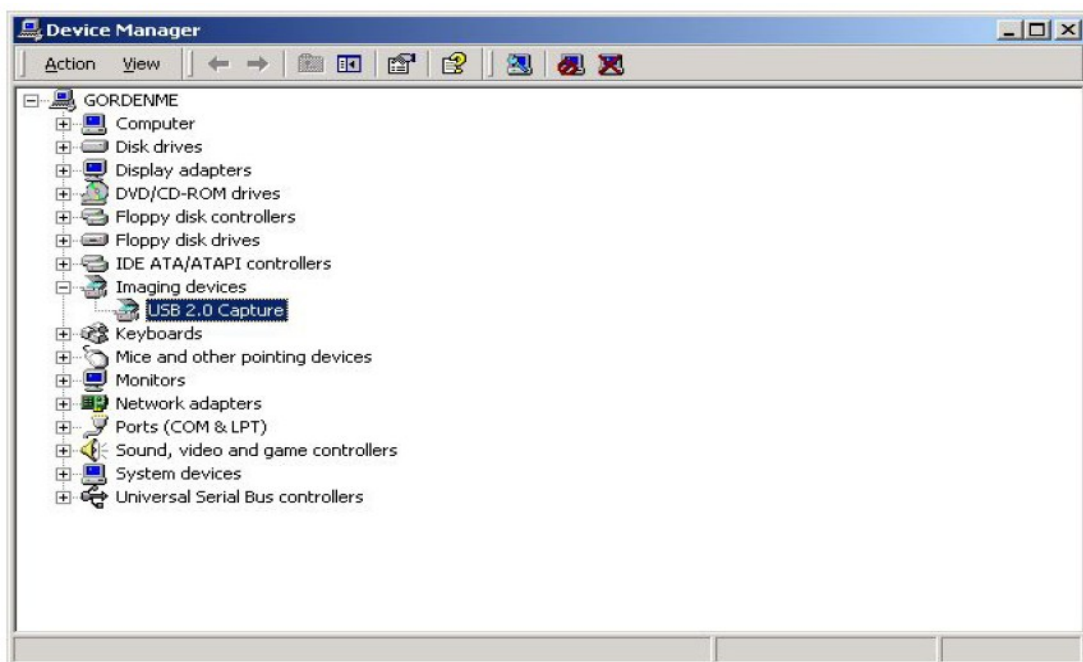 Device Manager
Action View
GORDENME
Computer
Disk drives
Display adapters
DVD/CD-ROM drives
Floppy disk controllers
Floppy disk drives
IDE ATA/ATAPI controllers
Imaging devices
USB 2.0 Capture
Keyboards
Mice and other pointing devices
Monitors
Network adapters
Ports (COM & LPT)
Sound, video and game controllers
System devices
Universal Serial Bus controllers